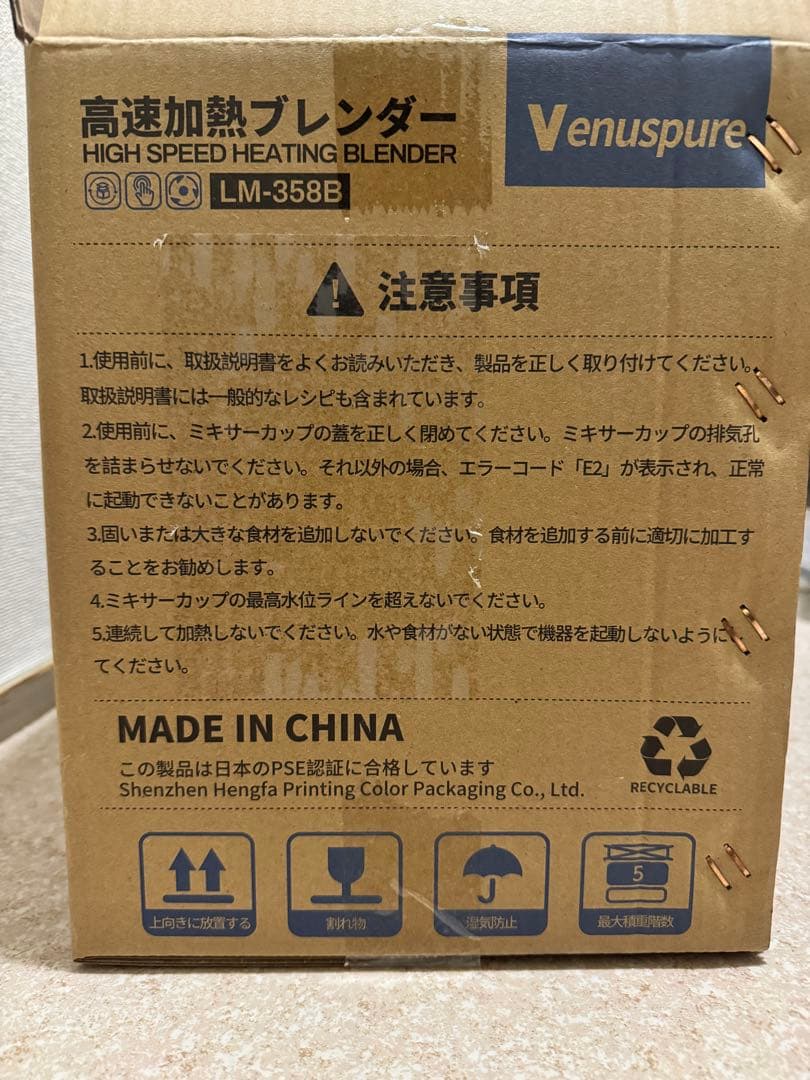 高速加熱ブレンダー
HIGH SPEED HEATING BLENDER
LM-358B
Venuspure
注意事項
1.使用前に、取扱説明書をよくお読みいただき、製品を正しく取り付けてください。
取扱説明書には一般的なレシピも含まれています。
2.使用前に、ミキサーカップの蓋を正しく閉めてください。ミキサーカップの排気孔
を詰まらせないでください。それ以外の場合、エラーコード「E2」が表示され、正常
に起動できないことがあります。
3.固いまたは大きな食材を追加しないでください。食材を追加する前に適切に加工す
ることをお勧めします。
4.ミキサーカップの最高水位ラインを超えないでください。
5.連続して加熱しないでください。水や食材がない状態で機器を起動しないように
てください。
MADE IN CHINA
この製品は日本のPSE認証に合格しています
Shenzhen Hengfa Printing Color Packaging Co., Ltd.
RECYCLABLE
上向きに放置する
割れ物
湿気防止
5
最大積重階数